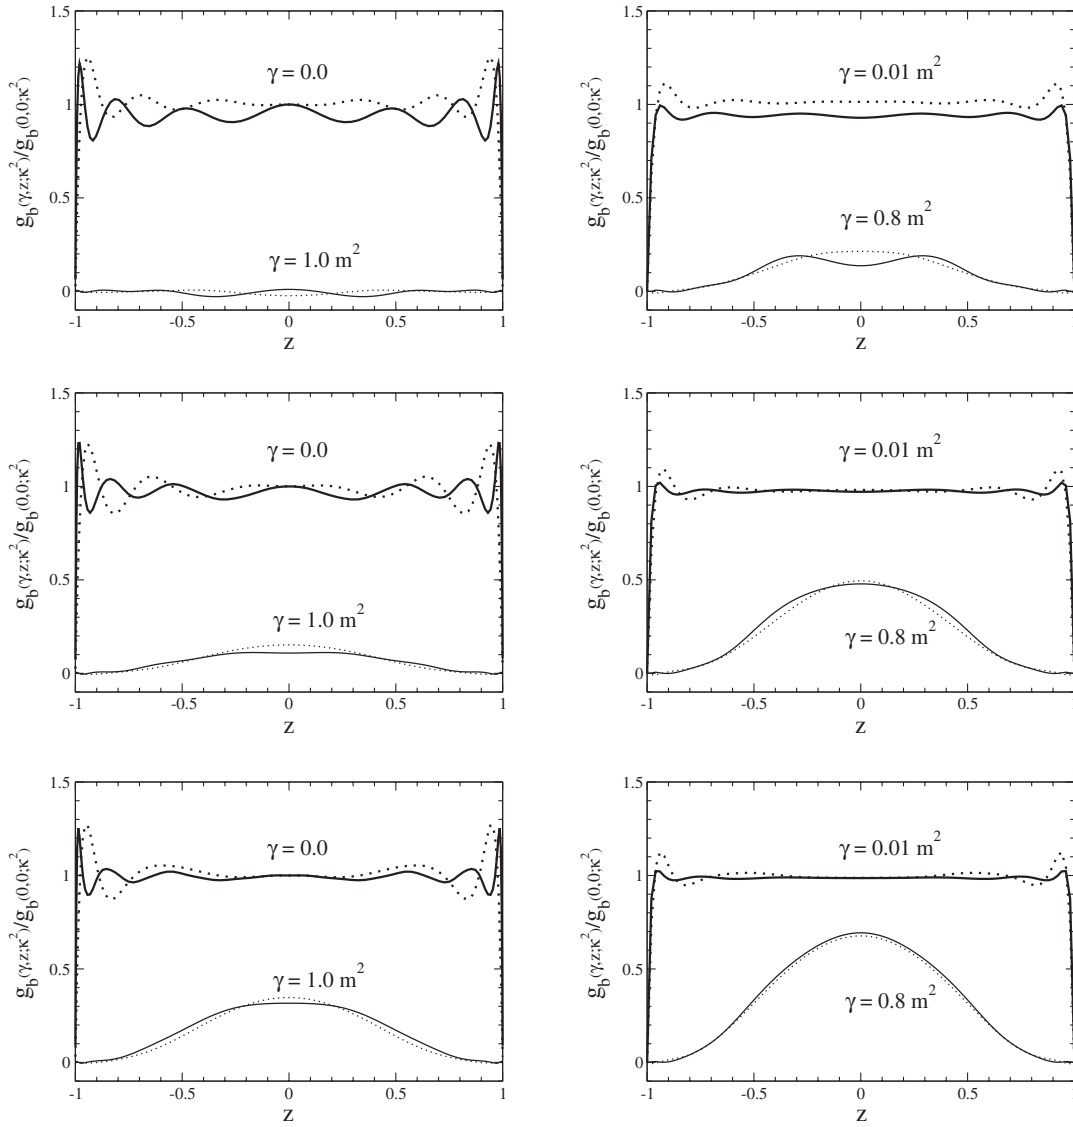 1.5
1
0.5
0
g_b(γ,z;κ²)/g_b(0,0;κ²)
γ = 0.0
γ = 1.0 m²
-1 -0.5 0 0.5 1
z
1.5
1
0.5
0
g_b(γ,z;κ²)/g_b(0,0;κ²)
γ = 0.01 m²
γ = 0.8 m²
-1 -0.5 0 0.5
z
1.5
1
0.5
0
g_b(γ,z;κ²)/g_b(0,0;κ²)
γ = 0.0
γ = 1.0 m²
-1 -0.5 0 0.5 1
z
1.5
1
0.5
0
g_b(γ,z;κ²)/g_b(0,0;κ²)
γ = 0.01 m²
γ = 0.8 m²
-1 -0.5 0 0.5
z
1.5
1
0.5
0
g_b(γ,z;κ²)/g_b(0,0;κ²)
γ = 0.0
γ = 1.0 m²
-1 -0.5 0 0.5 1
z
1.5
1
0.5
0
g_b(γ,z;κ²)/g_b(0,0;κ²)
γ = 0.01 m²
γ = 0.8 m²
-1 -0.5 0 0.5
z